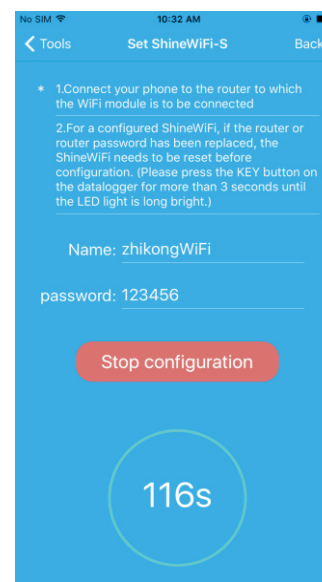 No SIM 10:32 AM
Tools Set ShineWiFi-S Back
* 1.Connect your phone to the router to which
the WiFi module is to be connected
2.For a configured ShineWiFi, if the router or
router password has been replaced, the
ShineWiFi needs to be reset before
configuration. (Please press the KEY button on
the datalogger for more than 3 seconds until
the LED light is long bright.)
Name: zhikongWiFi
password: 123456
Stop configuration
116s